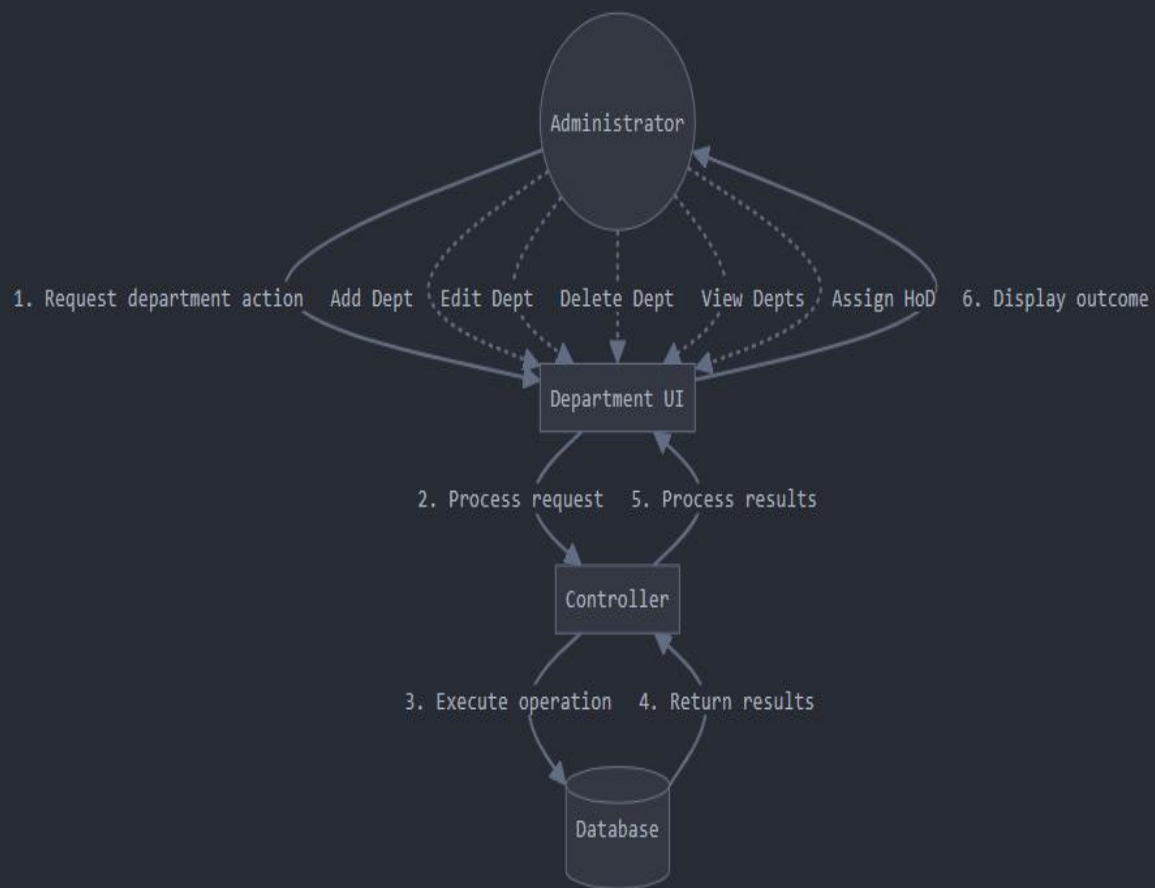 Administrator
1. Request department action
Add Dept
Edit Dept
Delete Dept
View Depts
Assign HoD
6. Display outcome
Department UI
2. Process request
5. Process results
Controller
3. Execute operation
4. Return results
Database